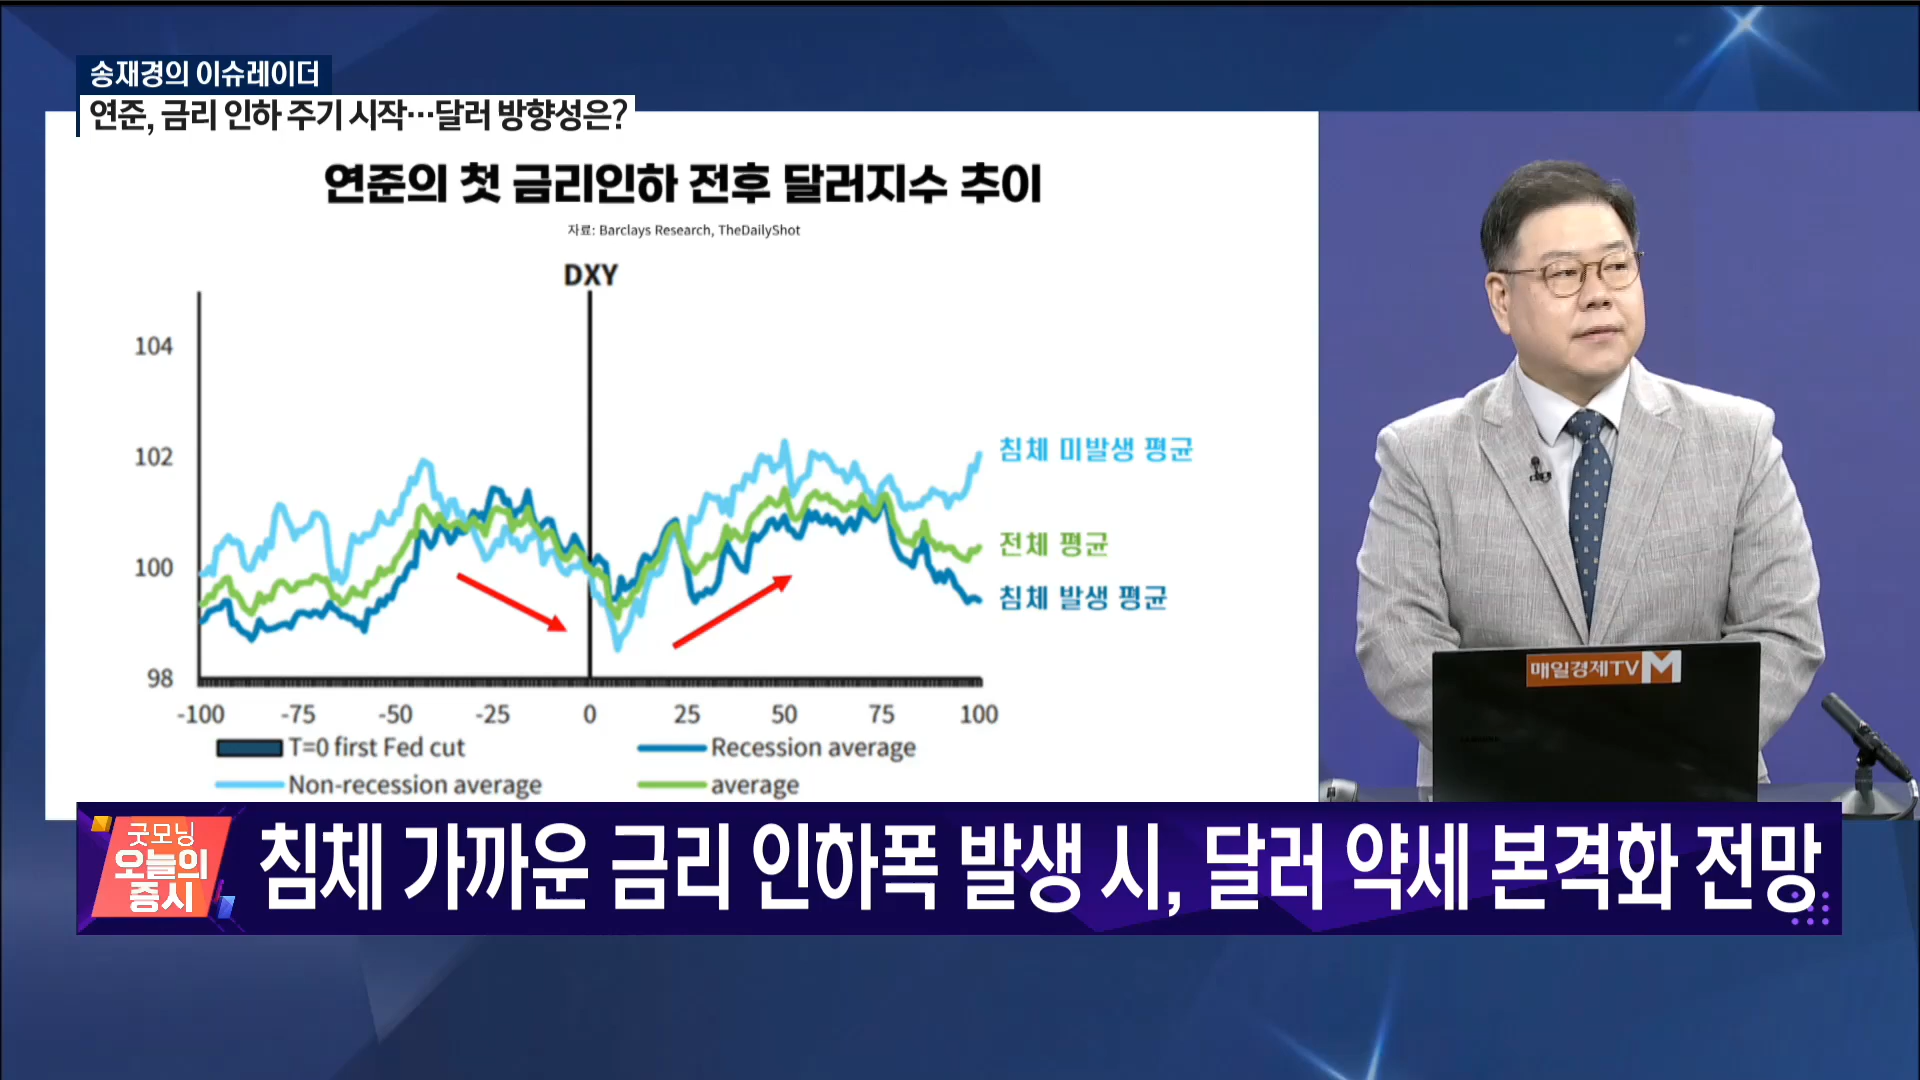 송재경의 이슈레이더
연준, 금리 인하 주기 시작…달러 방향성은?
연준의 첫 금리인하 전후 달러지수 추이
자료: Barclays Research, TheDailyShot
DXY
104
102
100
98
-100 -75 -50 -25 0 25 50 75 100
침체 미발생 평균
전체 평균
침체 발생 평균
T=0 first Fed cut
Recession average
Non-recession average
average
매일경제TV M
굿모닝
오늘의
증시
침체 가까운 금리 인하폭 발생 시, 달러 약세 본격화 전망